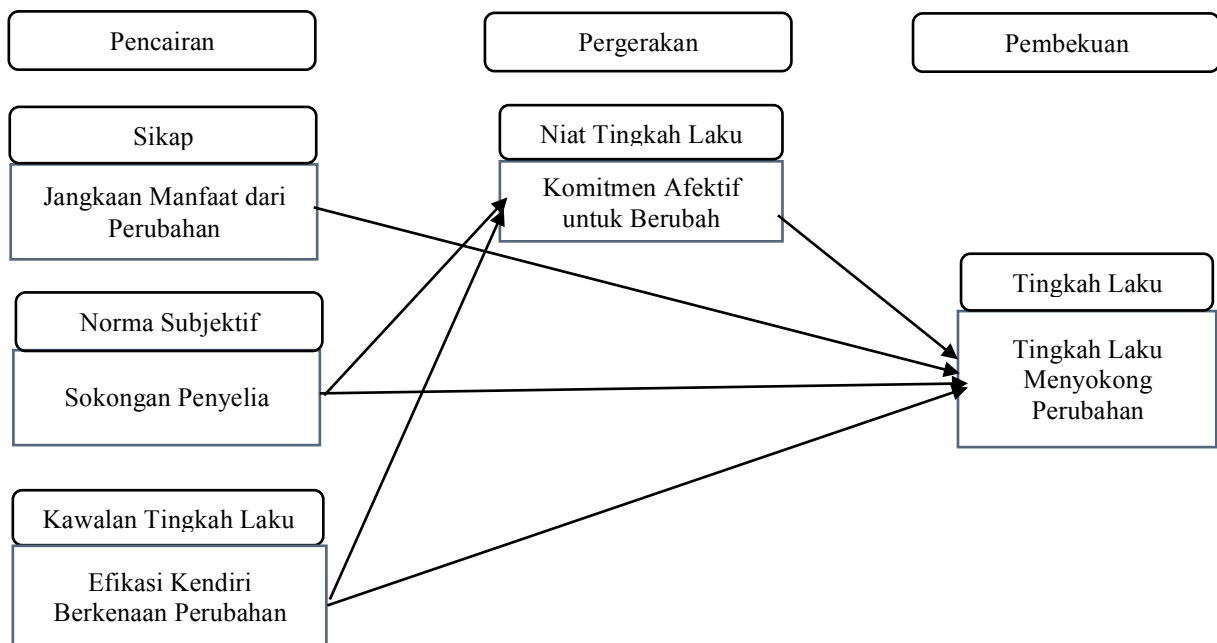 Pencairan
Pergerakan
Pembekuan
Sikap
Jangkaan Manfaat dari
Perubahan
Niat Tingkah Laku
Komitmen Afektif
untuk Berubah
Norma Subjektif
Sokongan Penyelia
Tingkah Laku
Tingkah Laku
Menyokong
Perubahan
Kawalan Tingkah Laku
Efikasi Kendiri
Berkenaan Perubahan